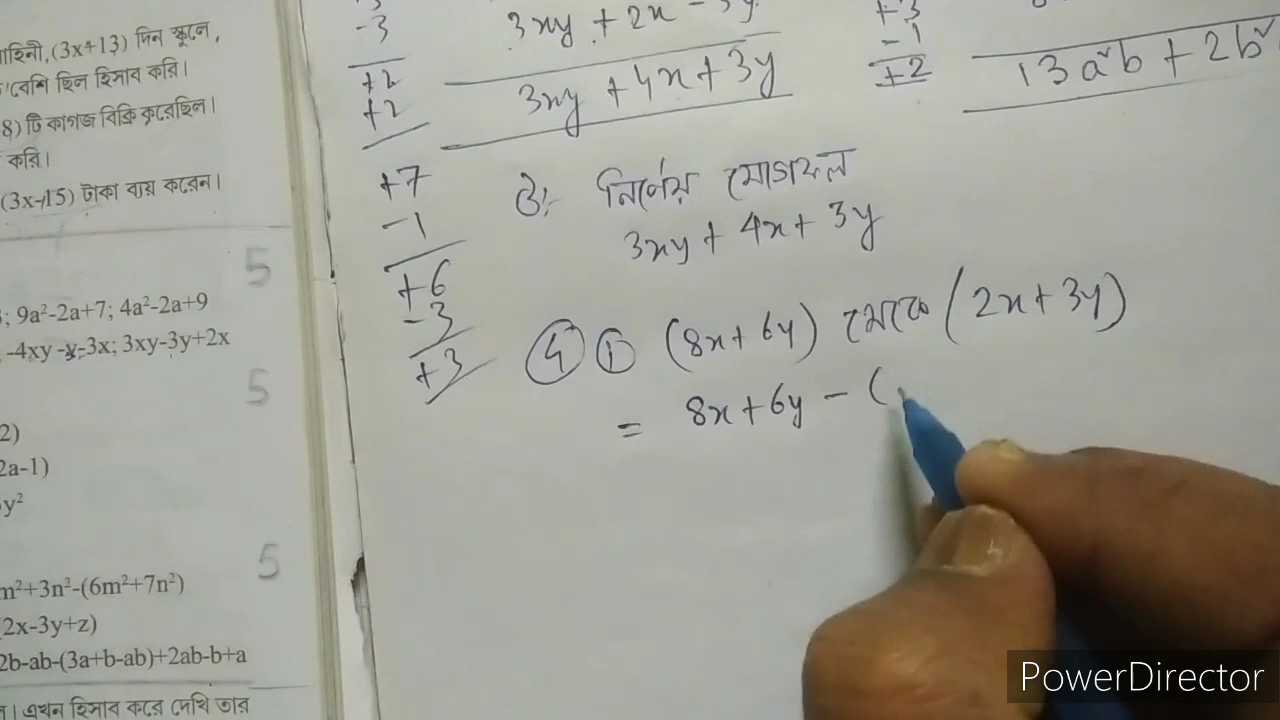 াহিনী, (3x+13) দিন স্কুলে,
বেশি ছিল হিসাব করি।
8) টি কাগজ বিক্রি করেছিল।
করি।
(3x-15) টাকা ব্যয় করেন।
5
; 9a²-2a+7; 4a²-2a+9
-4xy -y-3x; 3xy-3y+2x
5
2)
2a-1)
y²
5
m²+3n²-(6m²+7n²)
2x-3y+z)
2b-ab-(3a+b-ab)+2ab-b+a
। এখন হিসাব করে দেখি তার
-3
+2
+2
+7
-1
+6
-3
+3
3xy + 2x - 3y
3xy + 4x + 3y
+3
-1
+2
13a²b + 2b²
উঃ নির্ণেয় যোগফল
3xy + 4x + 3y
4 i (8x + 6y) থেকে (2x + 3y)
= 8x + 6y - (
PowerDirector